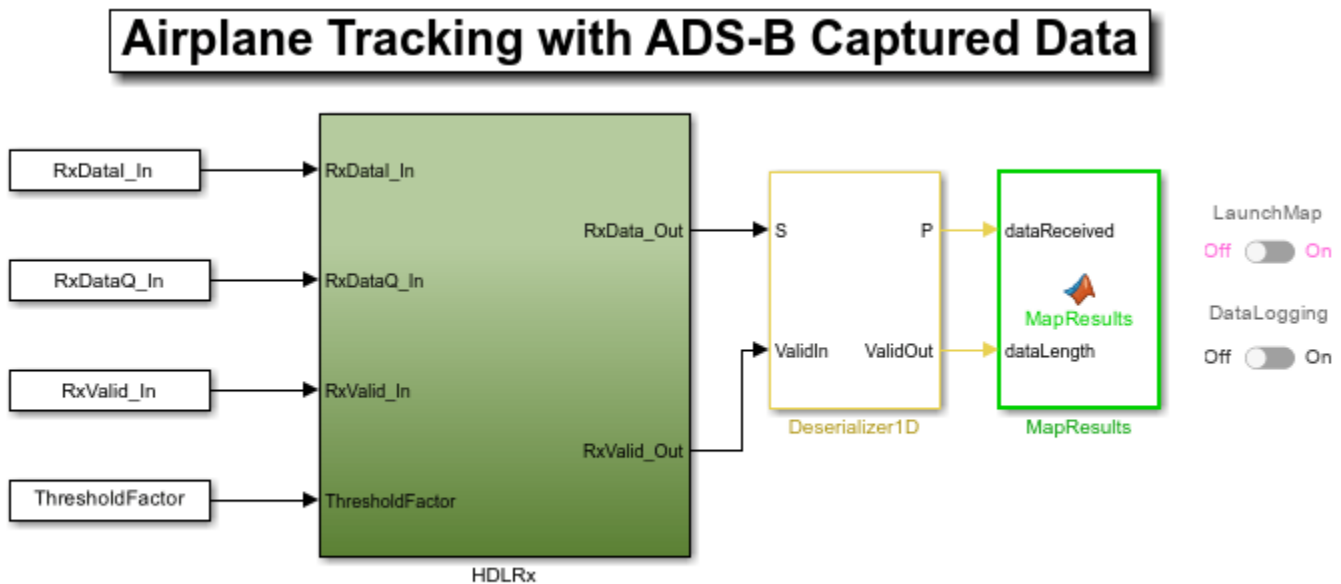 Airplane Tracking with ADS-B Captured Data
RxDataI_In
RxDataQ_In
RxValid_In
ThresholdFactor
RxDataI_In
RxDataQ_In
RxValid_In
ThresholdFactor
RxData_Out
RxValid_Out
HDLRx
S
P
ValidIn
ValidOut
Deserializer1D
dataReceived
MapResults
dataLength
MapResults
LaunchMap
Off On
DataLogging
Off On